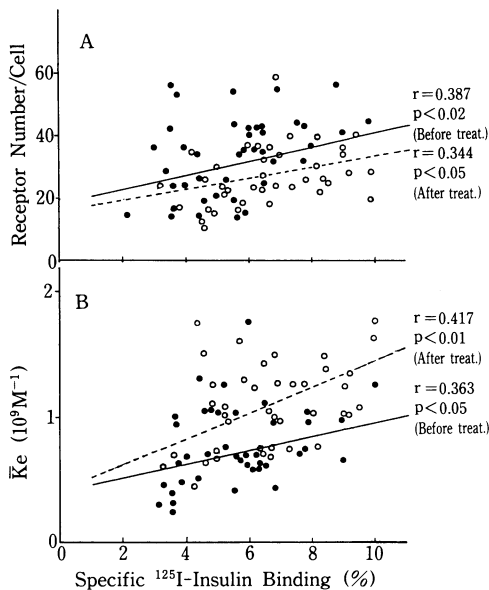 A
Receptor Number/Cell
60
40
20
0
r=0.387
p<0.02
(Before treat.)
r=0.344
p<0.05
(After treat.)
B
K̅e (10⁹M⁻¹)
2
1
0
r=0.417
p<0.01
(After treat.)
r=0.363
p<0.05
(Before treat.)
0 2 4 6 8 10
Specific ¹²⁵I-Insulin Binding (%)